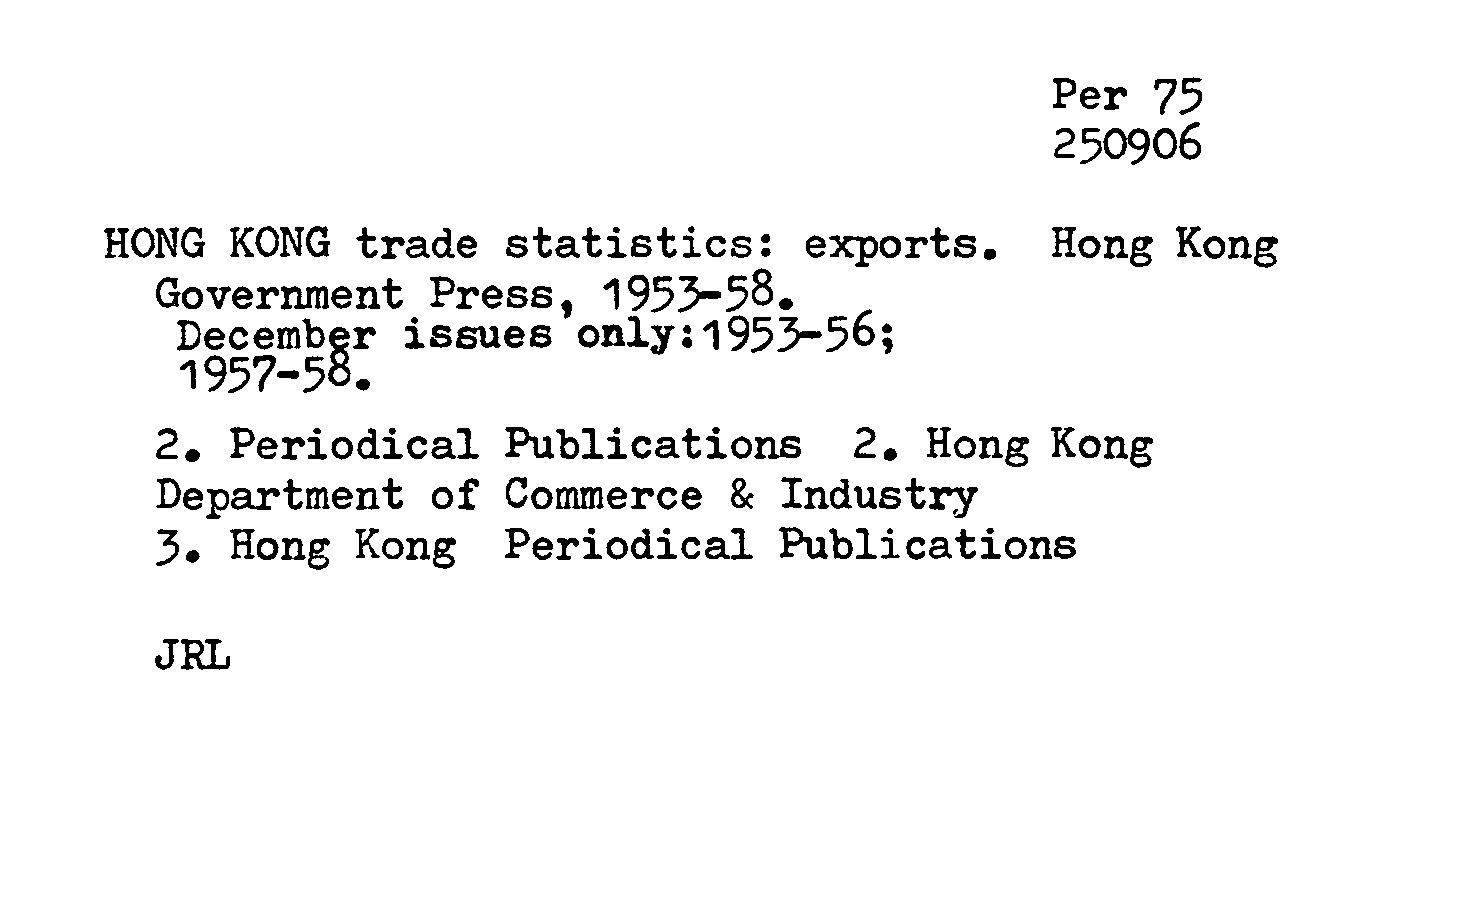 Per 75
250906
HONG KONG trade statistics: exports. Hong Kong
Government Press, 1953-58.
December issues only:1953-56;
1957-58.
2. Periodical Publications 2. Hong Kong
Department of Commerce & Industry
3. Hong Kong Periodical Publications
JRL